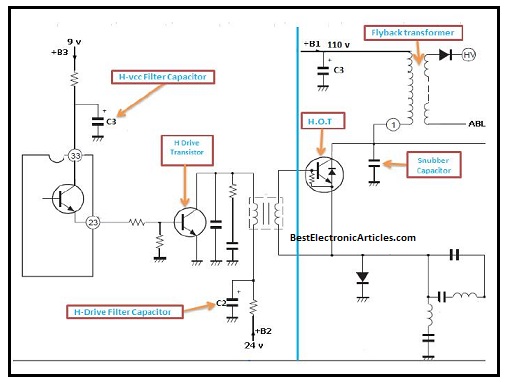 9 v
+B3
H-vcc Filter Capacitor
+
C3
33
H Drive
Transistor
23
H-Drive Filter Capacitor
C2
+
+B2
24 v
+B1 110 v
+
C3
Flyback transformer
HV
1
ABL
H.O.T
Snubber
Capacitor
BestElectronicArticles.com